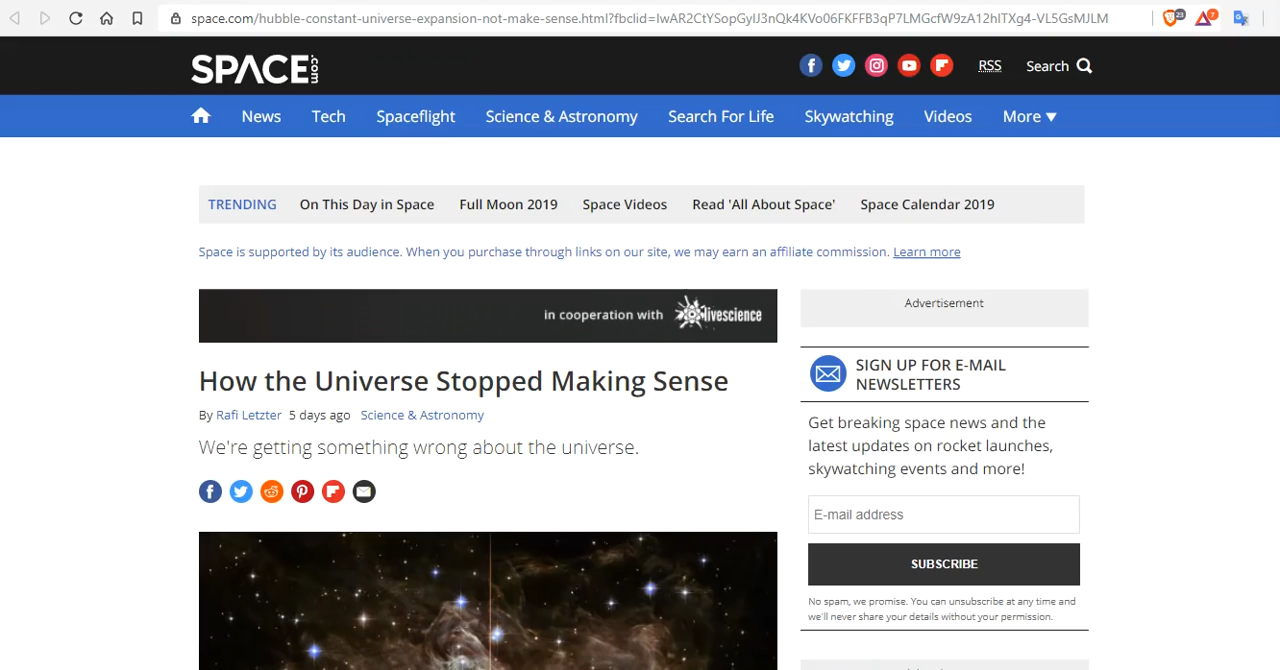 space.com/hubble-constant-universe-expansion-not-make-sense.html?fbclid=IwAR2CtYSopGyIJ3nQk4KVo06FKFFB3qP7LMGcfW9zA12hlTXg4-VL5GsMJLM
23
7
SPACE.com
RSS
Search
News
Tech
Spaceflight
Science & Astronomy
Search For Life
Skywatching
Videos
More
TRENDING On This Day in Space Full Moon 2019 Space Videos Read 'All About Space' Space Calendar 2019
Space is supported by its audience. When you purchase through links on our site, we may earn an affiliate commission. Learn more
in cooperation with livescience
How the Universe Stopped Making Sense
By Rafi Letzter 5 days ago Science & Astronomy
We're getting something wrong about the universe.
Advertisement
SIGN UP FOR E-MAIL
NEWSLETTERS
Get breaking space news and the
latest updates on rocket launches,
skywatching events and more!
E-mail address
SUBSCRIBE
No spam, we promise. You can unsubscribe at any time and
we'll never share your details without your permission.